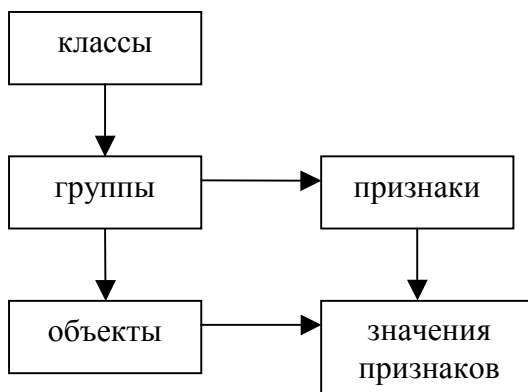 классы
группы
признаки
объекты
значения
признаков